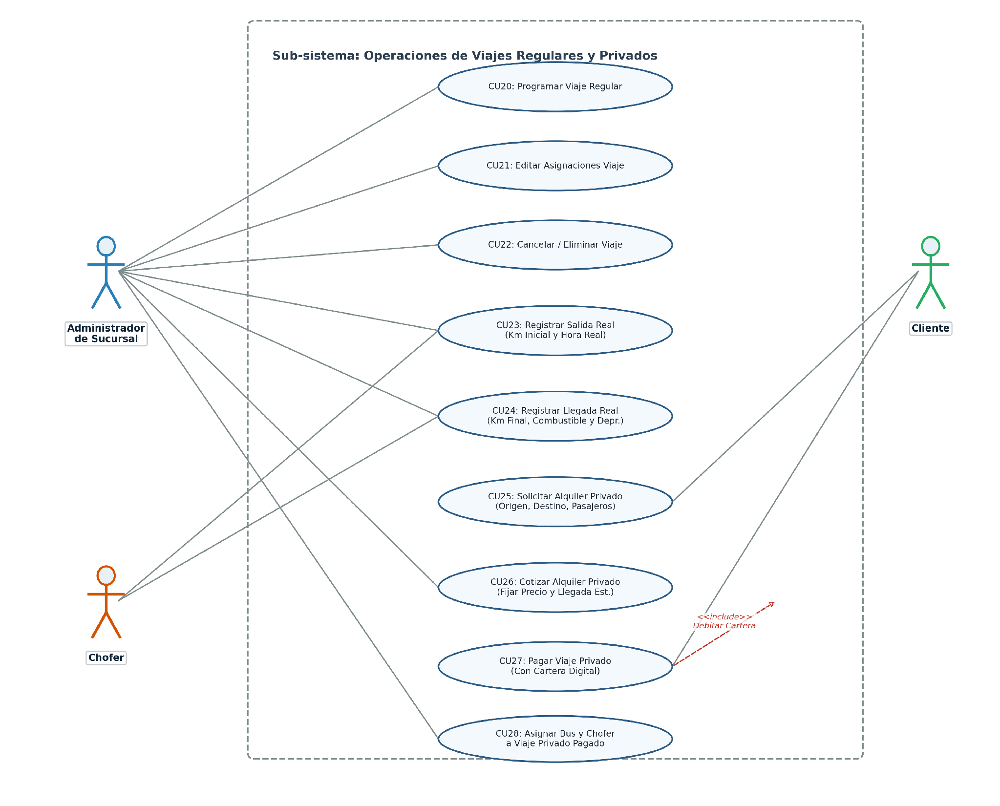 Sub-sistema: Operaciones de Viajes Regulares y Privados
CU20: Programar Viaje Regular
CU21: Editar Asignaciones Viaje
CU22: Cancelar / Eliminar Viaje
Administrador
de Sucursal
Cliente
CU23: Registrar Salida Real
(Km Inicial y Hora Real)
CU24: Registrar Llegada Real
(Km Final, Combustible y Depr.)
CU25: Solicitar Alquiler Privado
(Origen, Destino, Pasajeros)
CU26: Cotizar Alquiler Privado
(Fijar Precio y Llegada Est.)
<<include>>
Debitar Cartera
Chofer
CU27: Pagar Viaje Privado
(Con Cartera Digital)
CU28: Asignar Bus y Chofer
a Viaje Privado Pagado